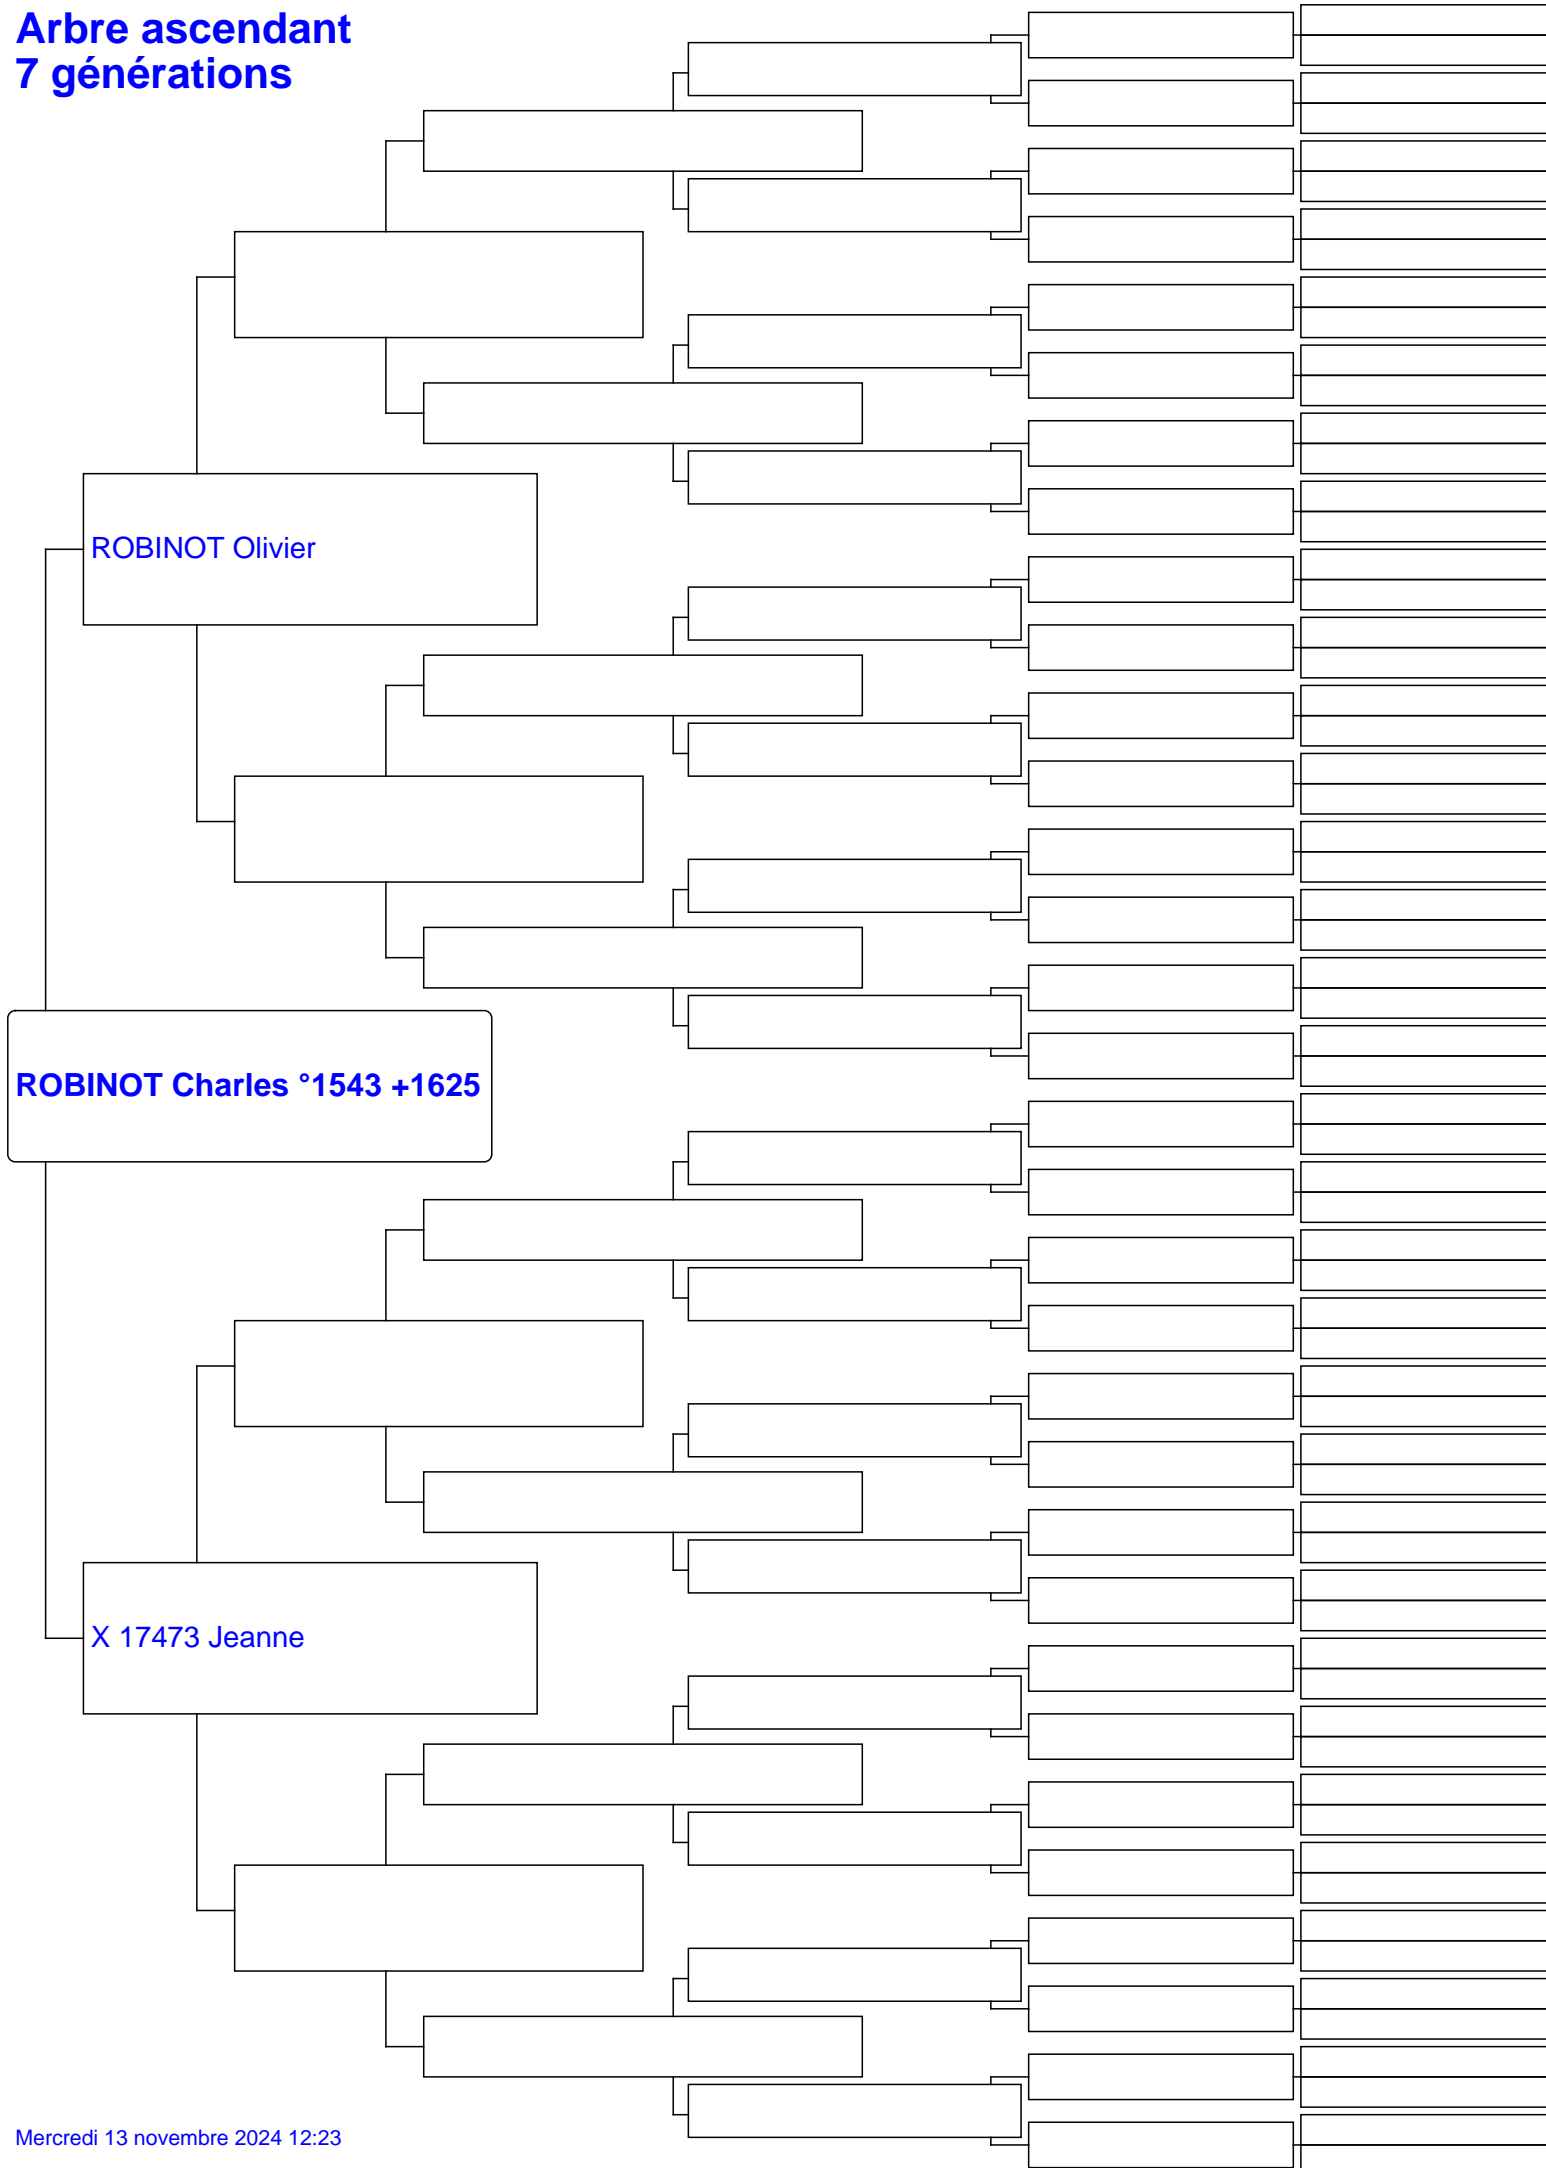 Arbre ascendant
7 générations
ROBINOT Olivier
ROBINOT Charles °1543 +1625
X 17473 Jeanne
Mercredi 13 novembre 2024 12:23